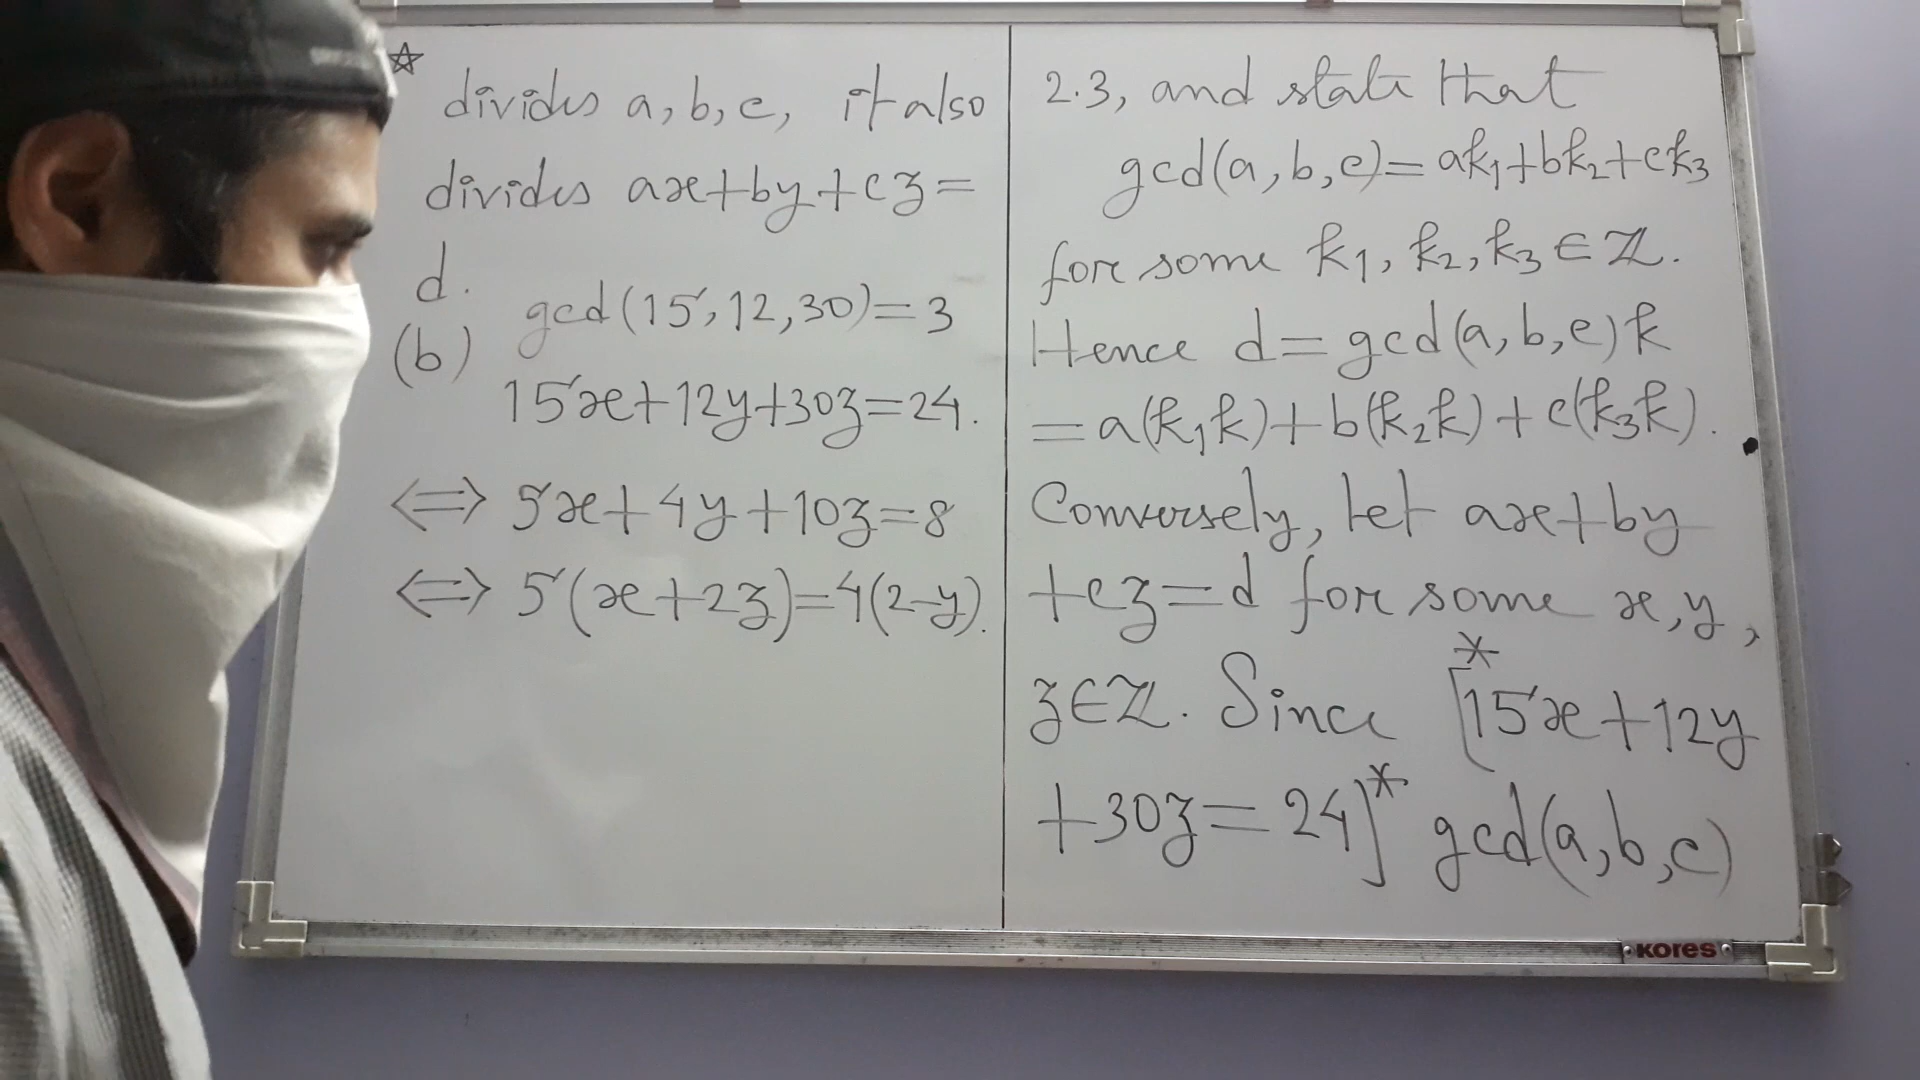 ☆
divides a, b, c, it also
divides ax+by+cz=
d.
(b) gcd(15,12,30)=3
15x+12y+30z=24.
⟺ 5x+4y+10z=8
⟺ 5(x+2z)=4(2-y).
2.3, and state that
gcd(a,b,c)=ak₁+bk₂+ck₃
for some k₁, k₂, k₃ ∈ ℤ.
Hence d=gcd(a,b,c)k
=a(k₁k)+b(k₂k)+c(k₃k).
Conversely, let ax+by
+cz=d for some x,y,
z∈ℤ. Since *[15x+12y
+30z=24]* gcd(a,b,c)
kores